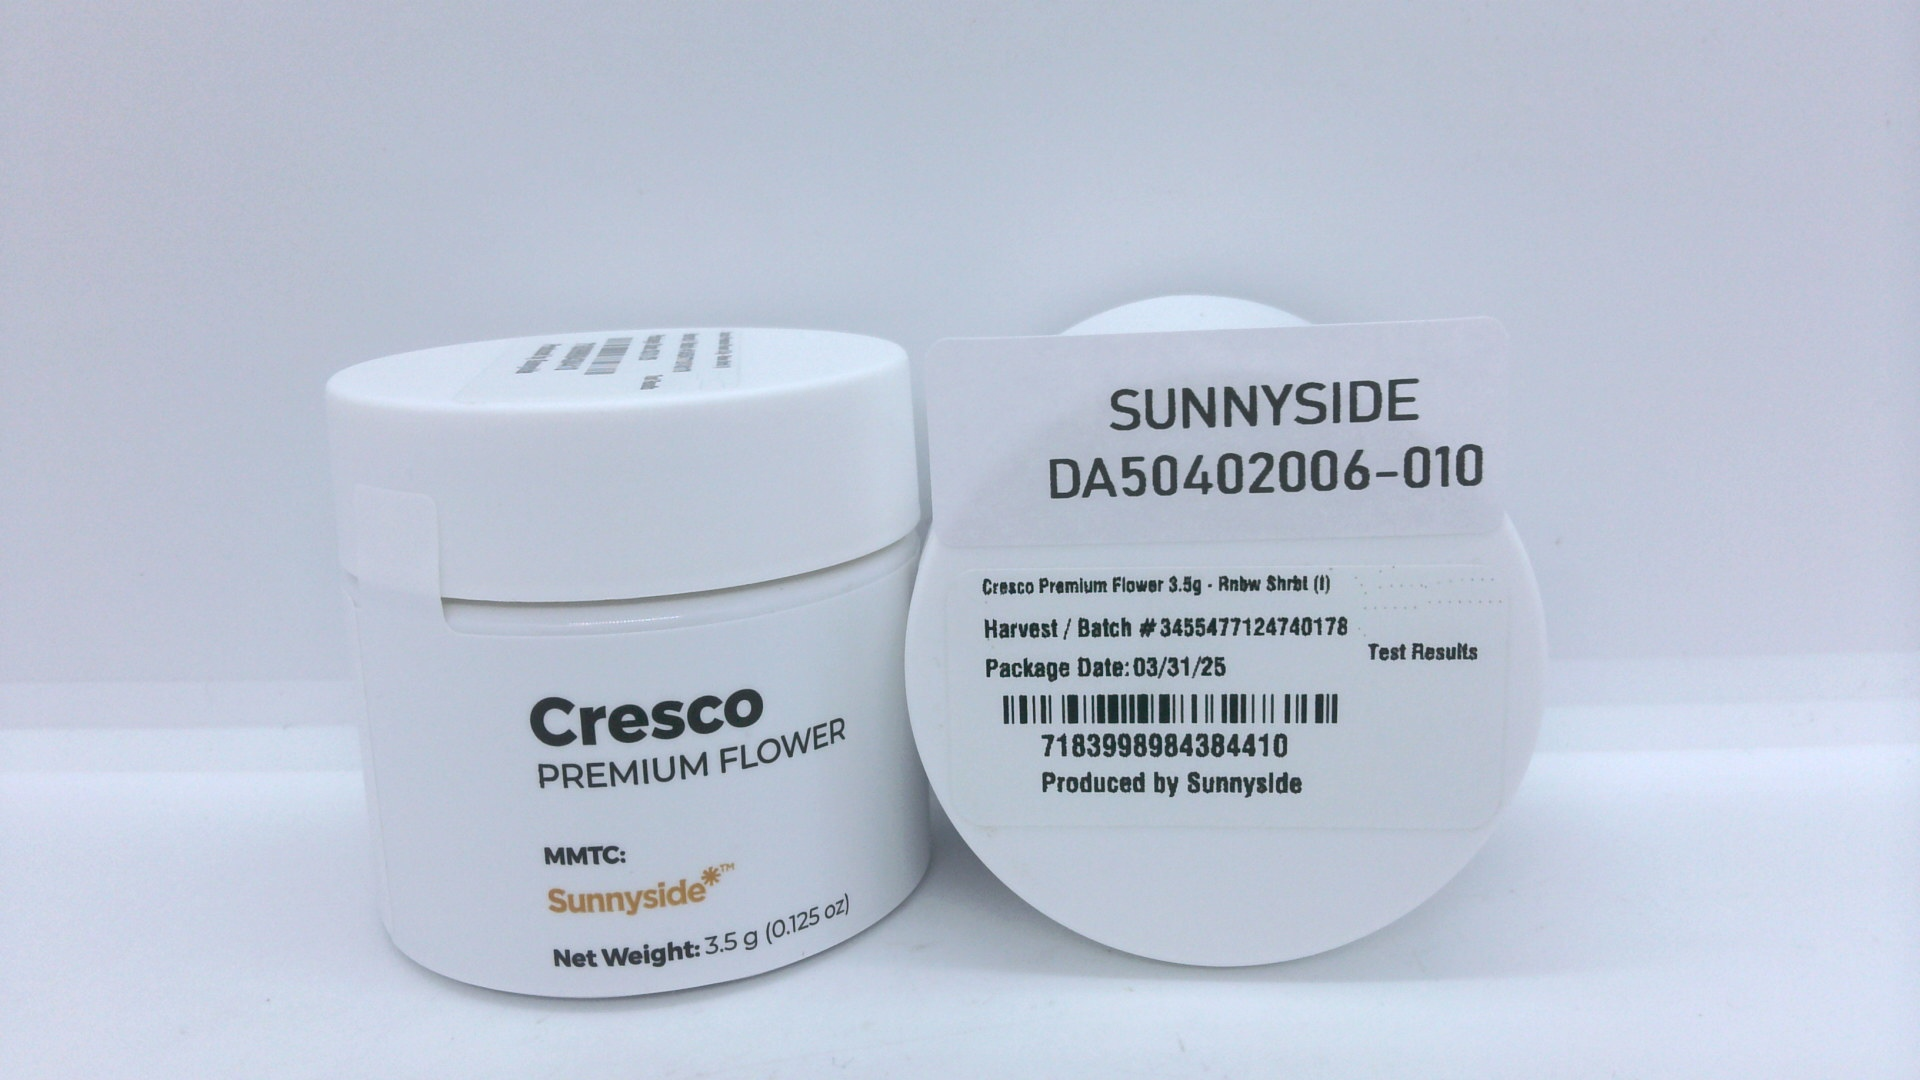 Cresco
PREMIUM FLOWER
MMTC:
Sunnyside*™
Net Weight: 3.5 g (0.125 oz)
SUNNYSIDE
DA50402006-010
Cresco Premium Flower 3.5g - Rnbw Shrbt (I)
Harvest / Batch #3455477124740178
Package Date: 03/31/25
Test Results
7183998984384410
Produced by Sunnyside